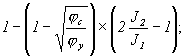 1 - (1 - √(φ_c / φ_y)) × (2 J_2 / J_1 - 1);